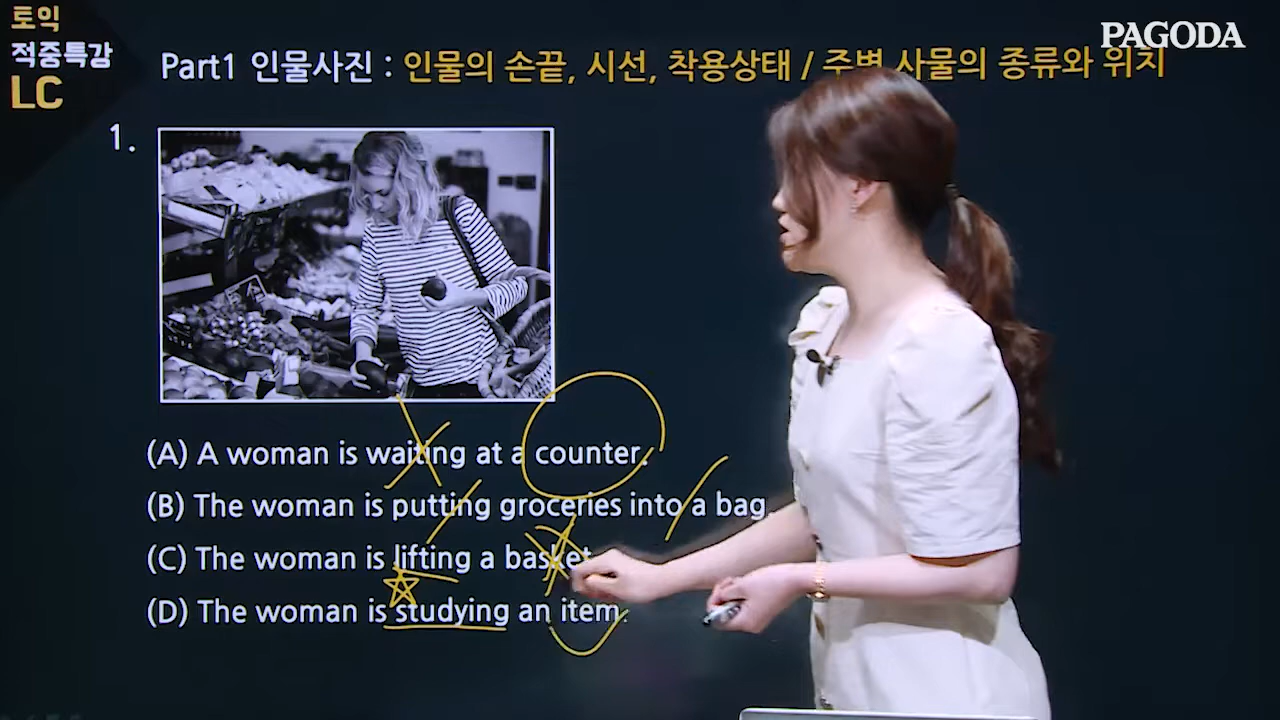 토익
적중특강
LC
PAGODA
Part1 인물사진 : 인물의 손끝, 시선, 착용상태 / 주변 사물의 종류와 위치
1.
(A) A woman is waiting at a counter.
(B) The woman is putting groceries into a bag.
(C) The woman is lifting a basket
(D) The woman is studying an item.